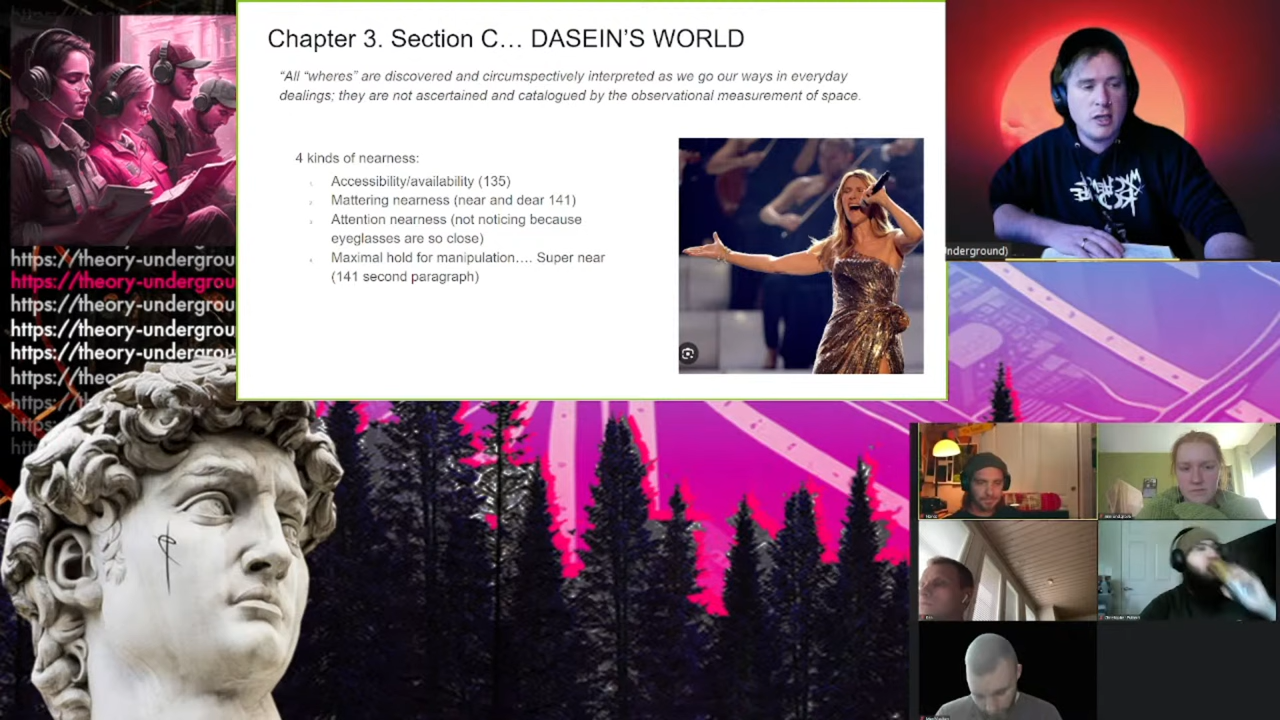 Chapter 3. Section C… DASEIN'S WORLD
“All “wheres” are discovered and circumspectively interpreted as we go our ways in everyday
dealings; they are not ascertained and catalogued by the observational measurement of space.
4 kinds of nearness:
Accessibility/availability (135)
Mattering nearness (near and dear 141)
Attention nearness (not noticing because
eyeglasses are so close)
Maximal hold for manipulation…. Super near
(141 second paragraph)
https://theory-undergrou
https://theory-undergrou
https://theory-undergrou
https://theory-undergrou
https://theory-undergrou
https://theo
https://t
ht
Underground)